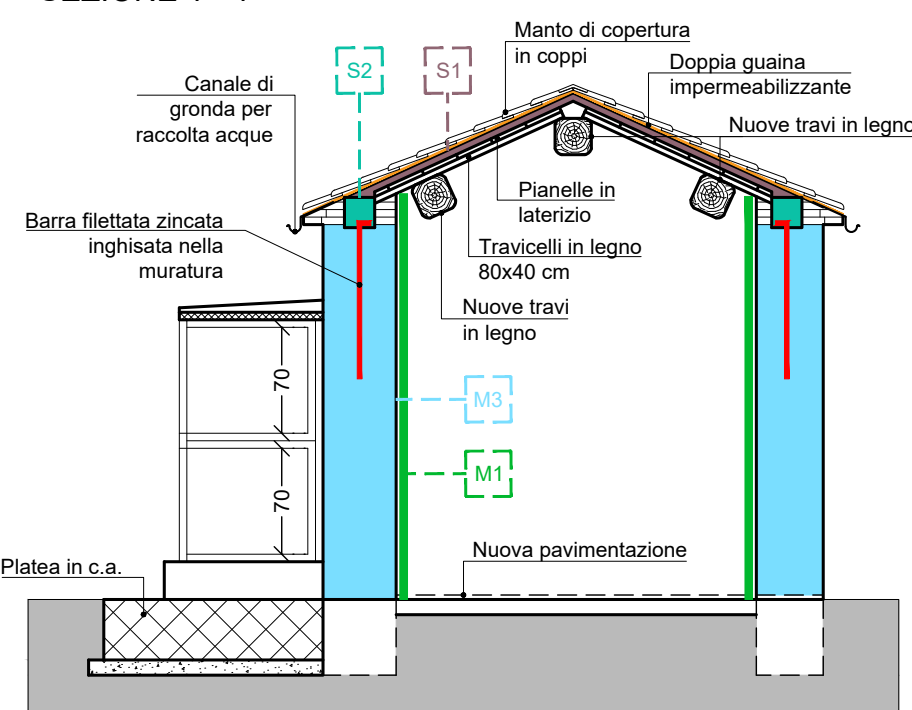 S2
S1
Manto di copertura
in coppi
Doppia guaina
impermeabilizzante
Canale di
gronda per
raccolta acque
Nuove travi in legno
Pianelle in
laterizio
Barra filettata zincata
inghisata nella
muratura
Travicelli in legno
80x40 cm
Nuove travi
in legno
70
M3
M1
70
Nuova pavimentazione
Platea in c.a.